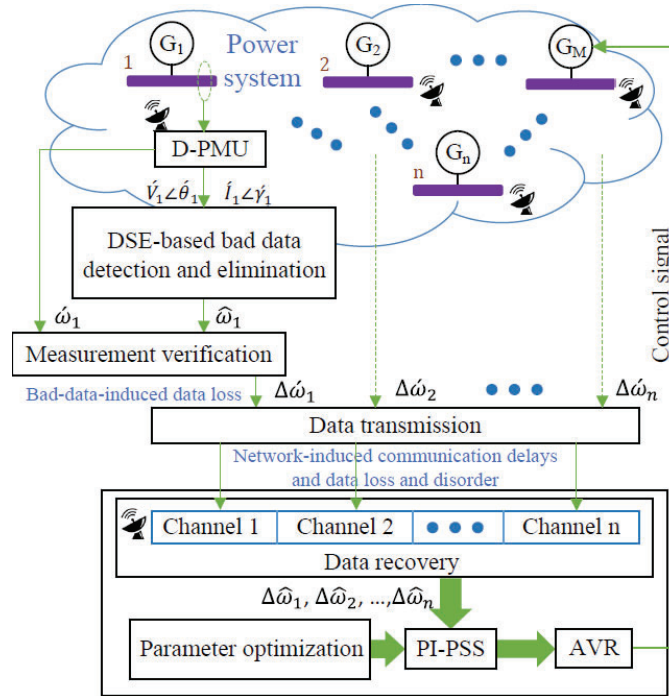 G1
G2
GM
1
Power
system
2
D-PMU
Gn
n
V́1∠θ́1 Í1∠γ́1
DSE-based bad data
detection and elimination
ώ1
ω̂1
Measurement verification
Control signal
Bad-data-induced data loss
Δώ1
Δώ2
Δώn
Data transmission
Network-induced communication delays
and data loss and disorder
Channel 1
Channel 2
Channel n
Data recovery
Δω̂1, Δω̂2, ...,Δω̂n
Parameter optimization
PI-PSS
AVR